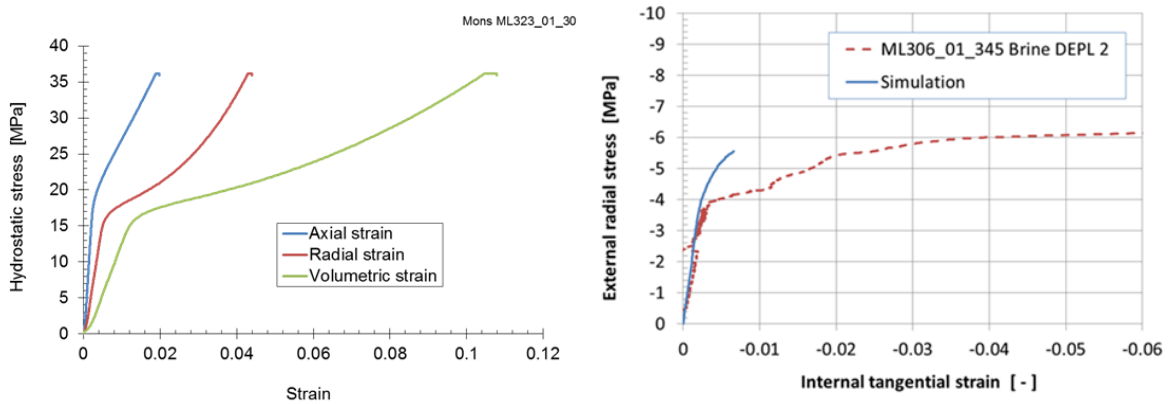 Mons ML323_01_30
Hydrostatic stress [MPa]
40
35
30
25
20
15
10
5
0
Axial strain
Radial strain
Volumetric strain
0 0.02 0.04 0.06 0.08 0.1 0.12
Strain
External radial stress [MPa]
-10
-9
-8
-7
-6
-5
-4
-3
-2
-1
0
ML306_01_345 Brine DEPL 2
Simulation
0 -0.01 -0.02 -0.03 -0.04 -0.05 -0.06
Internal tangential strain [ - ]